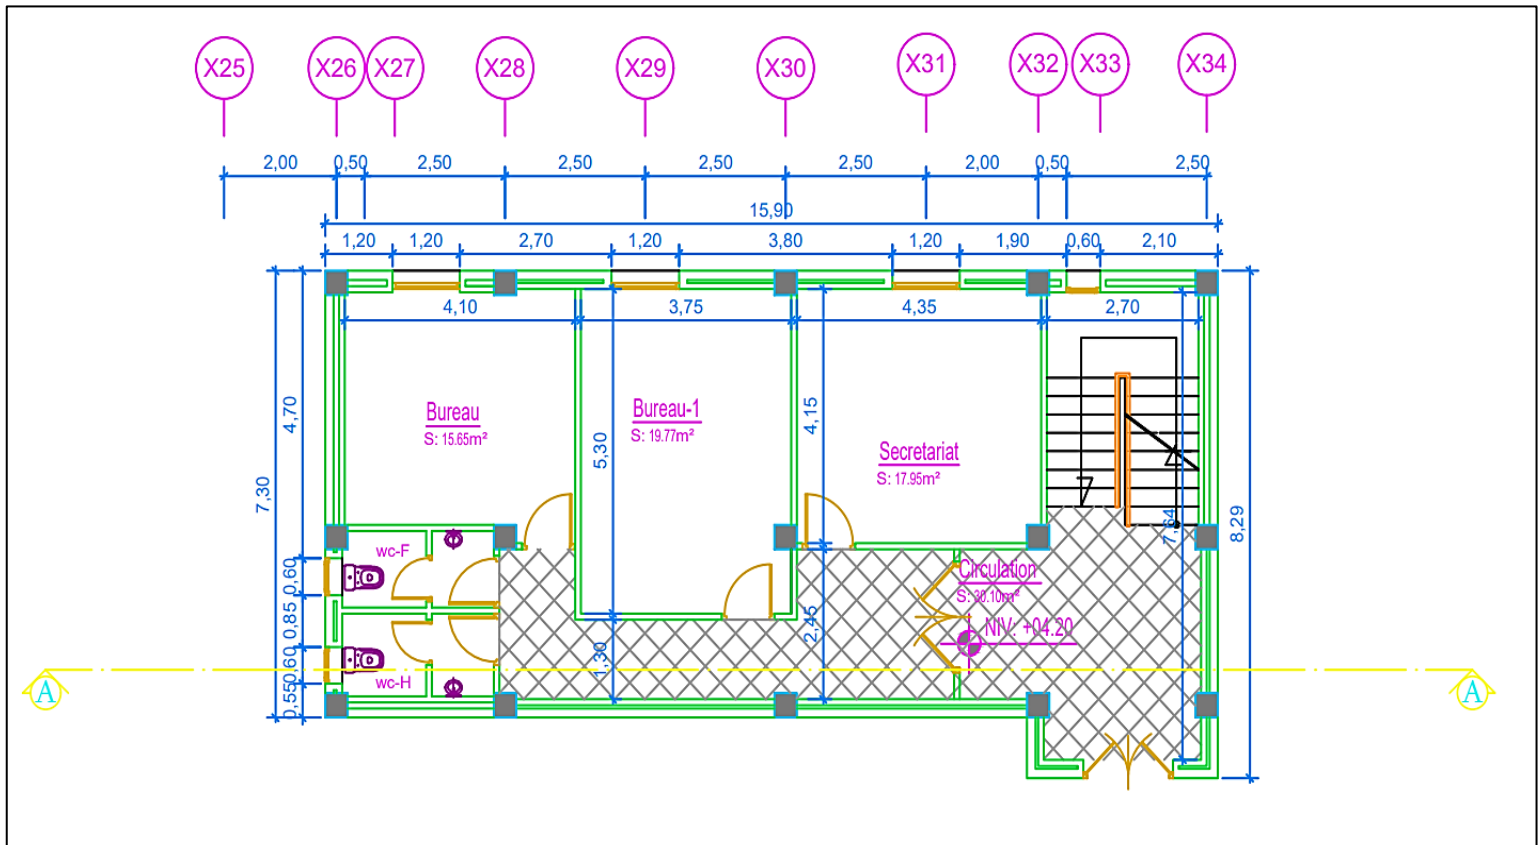 X25 X26 X27 X28 X29 X30 X31 X32 X33 X34
2,00 0,50 2,50 2,50 2,50 2,50 2,00 0,50 2,50
15,90
1,20 1,20 2,70 1,20 3,80 1,20 1,90 0,60 2,10
4,10 3,75 4,35 2,70
Bureau
S: 15.65m²
Bureau-1
S: 19.77m²
Secretariat
S: 17.95m²
4,70
7,30
5,30
4,15
7,64
8,29
wc-F
0,60
0,85
0,60
0,55
wc-H
1,30
2,45
Circulation
S: 30.10m²
NIV: +04.20
A
A